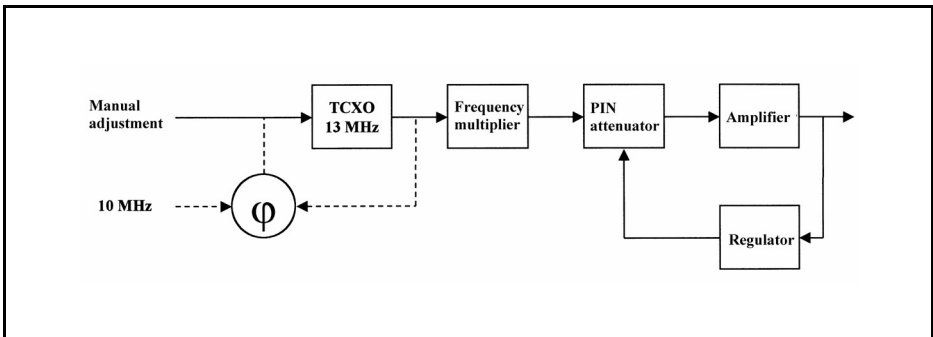 Manual
adjustment
TCXO
13 MHz
Frequency
multiplier
PIN
attenuator
Amplifier
10 MHz
φ
Regulator